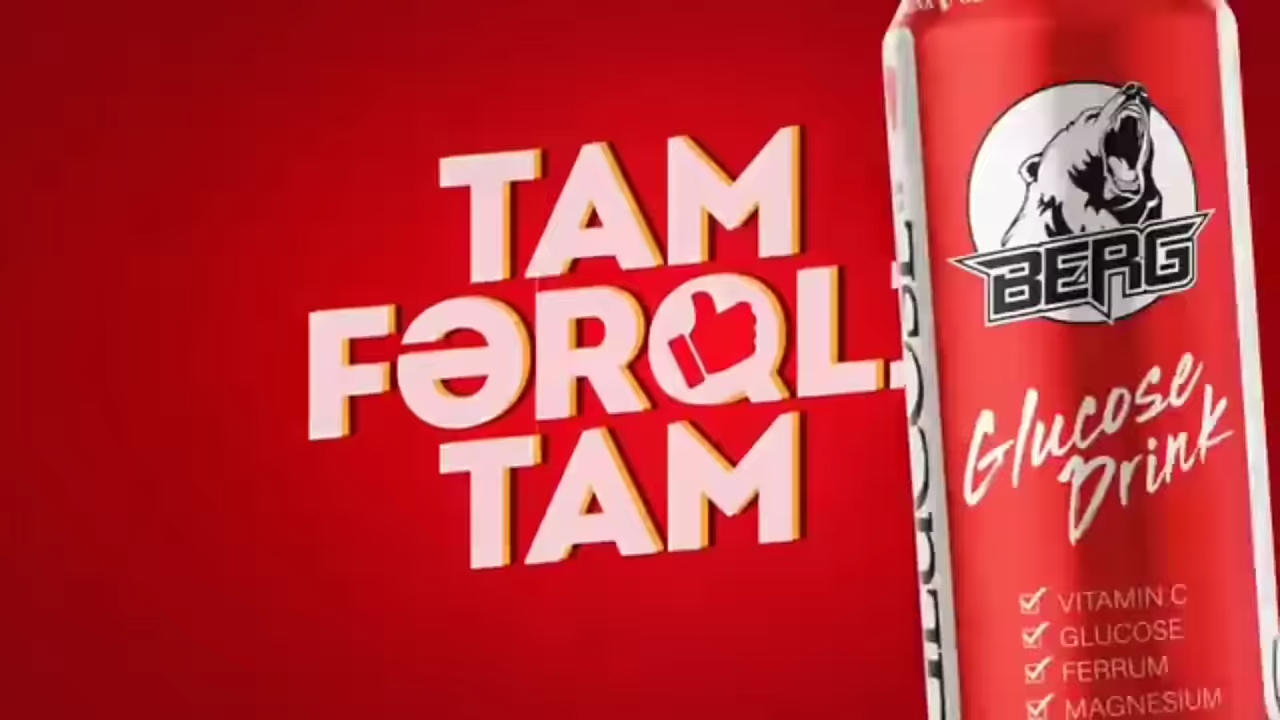 TAM
FƏRQL
TAM
BERG
Glucose
Drink
VITAMIN C
GLUCOSE
FERRUM
MAGNESIUM